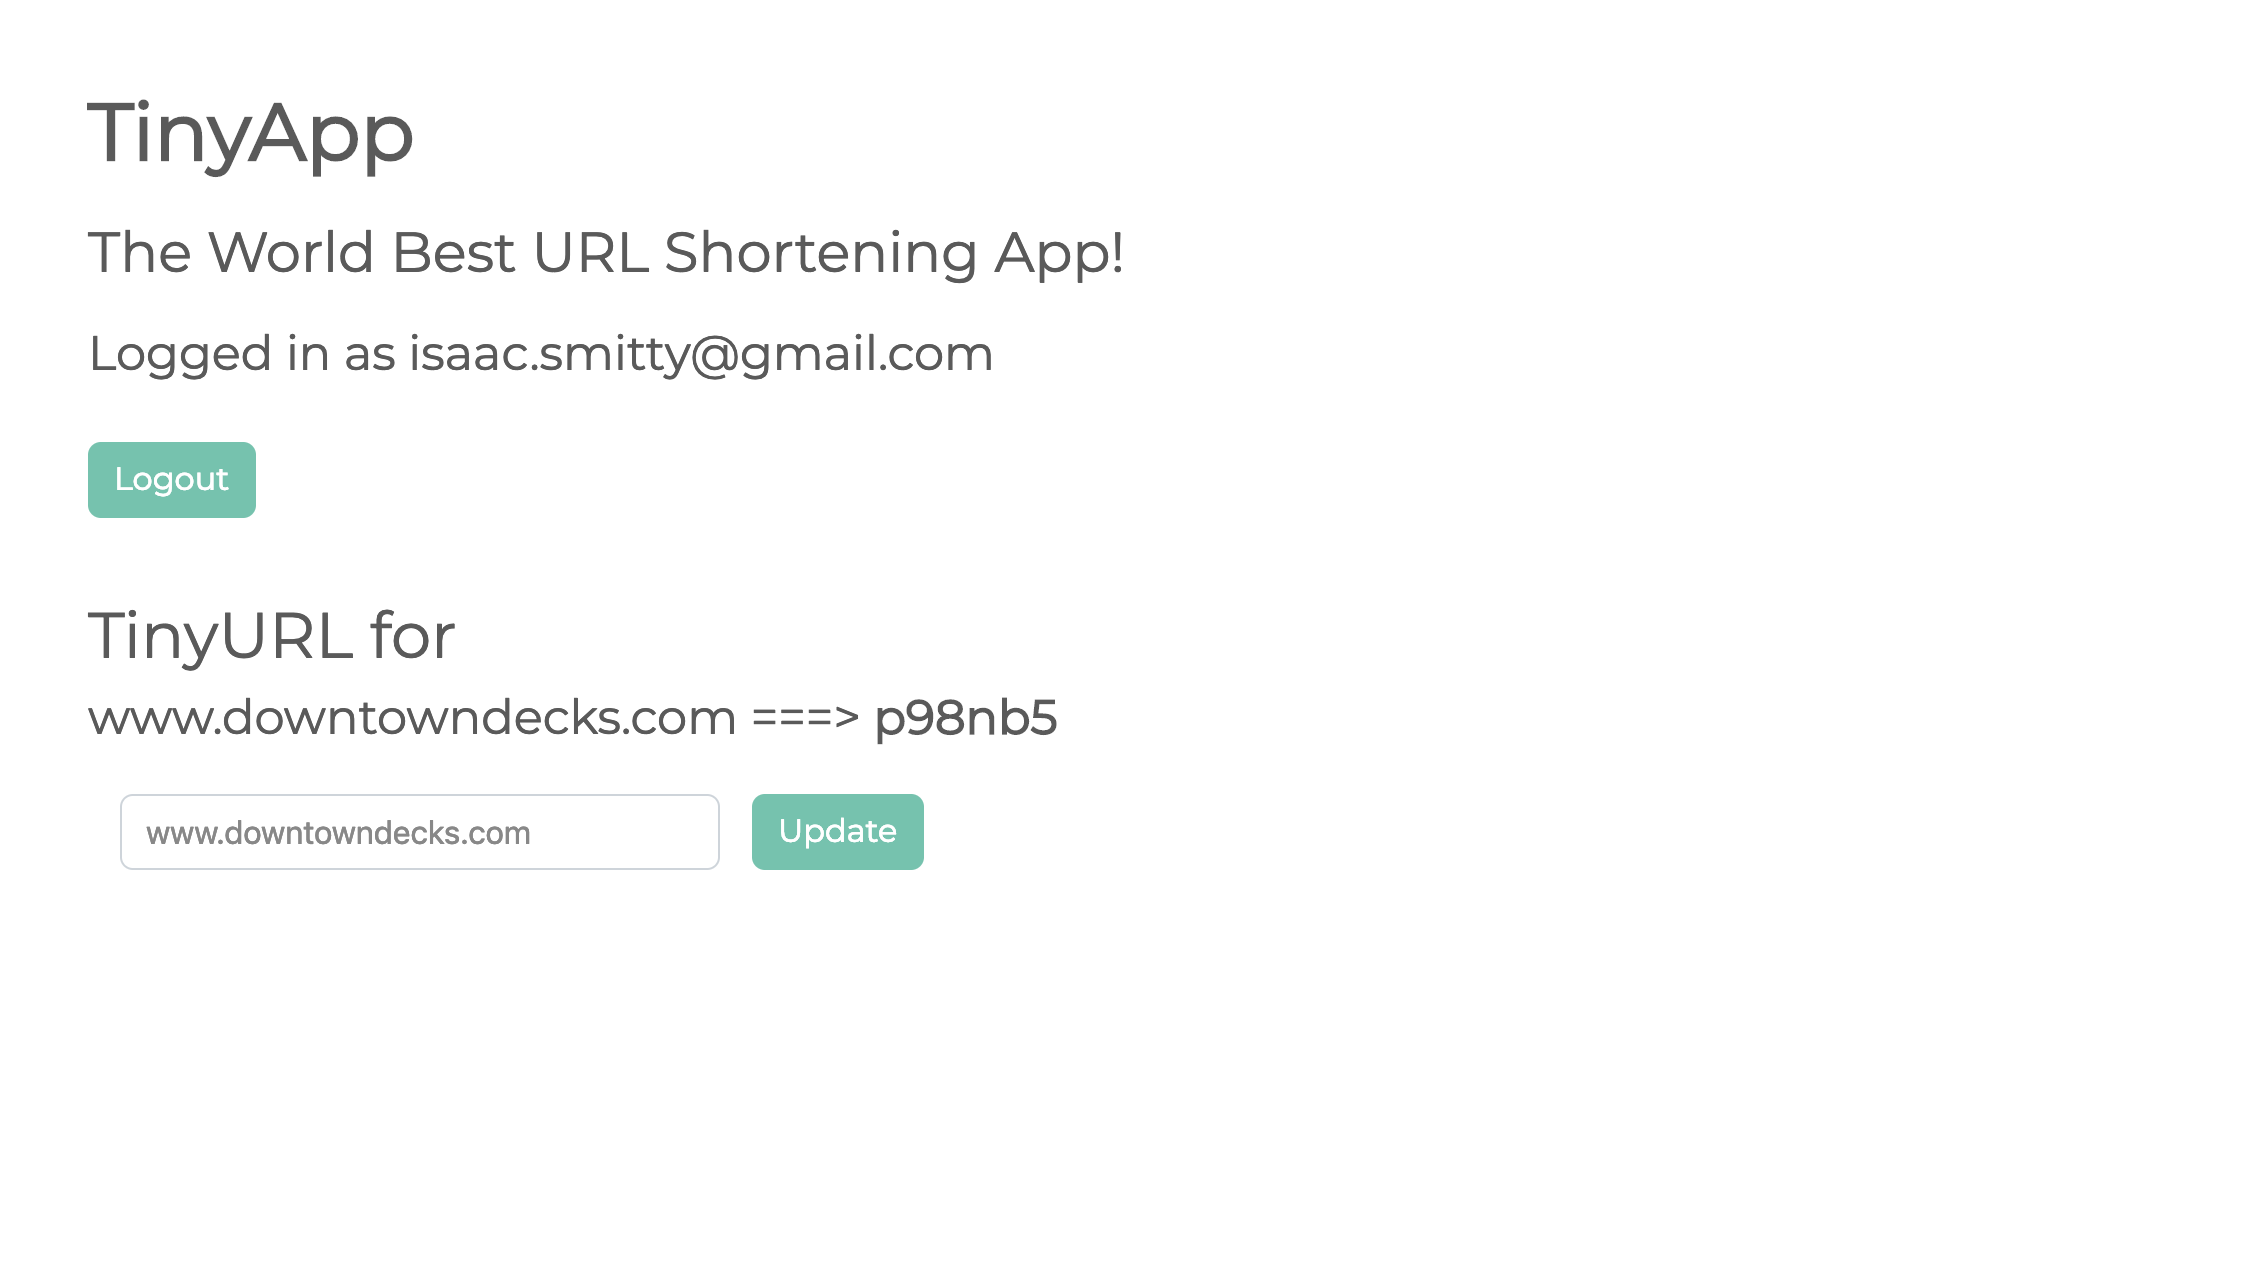 TinyApp
The World Best URL Shortening App!
Logged in as isaac.smitty@gmail.com
Logout
TinyURL for
www.downtowndecks.com ===> p98nb5
www.downtowndecks.com Update